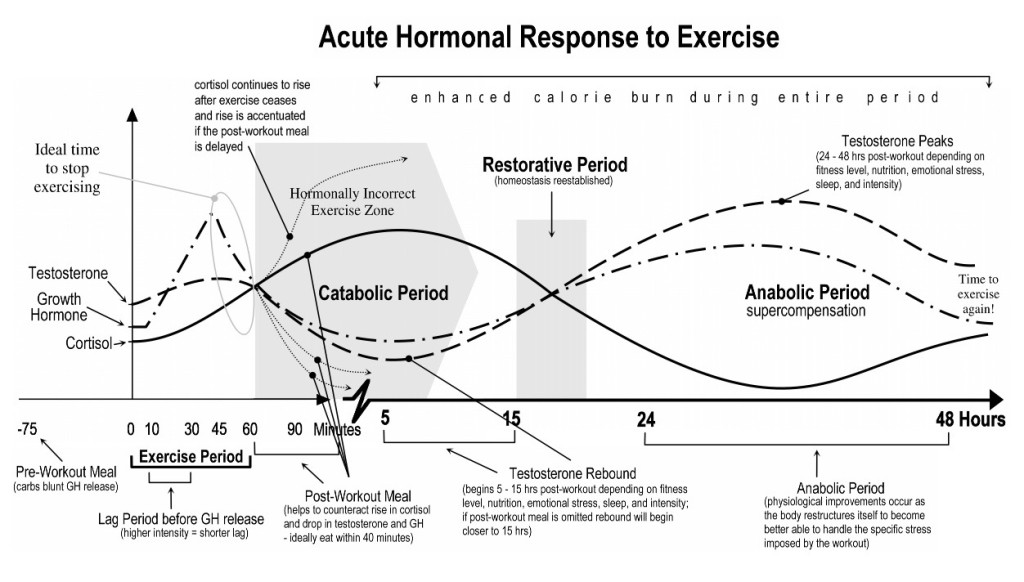 Acute Hormonal Response to Exercise
cortisol continues to rise
after exercise ceases
and rise is accentuated
if the post-workout meal
is delayed
enhanced calorie burn during entire period
Ideal time
to stop
exercising
Hormonally Incorrect
Exercise Zone
Restorative Period
(homeostasis reestablished)
Testosterone Peaks
(24 - 48 hrs post-workout depending on
fitness level, nutrition, emotional stress,
sleep, and intensity)
Testosterone
Growth
Hormone
Cortisol
Catabolic Period
Anabolic Period
supercompensation
Time to
exercise
again!
-75
0 10 30 45 60 90 Minutes
5 15 24 48 Hours
Exercise Period
Pre-Workout Meal
(carbs blunt GH release)
Lag Period before GH release
(higher intensity = shorter lag)
Post-Workout Meal
(helps to counteract rise in cortisol
and drop in testosterone and GH
- ideally eat within 40 minutes)
Testosterone Rebound
(begins 5 - 15 hrs post-workout depending on fitness
level, nutrition, emotional stress, sleep, and intensity;
if post-workout meal is omitted rebound will begin
closer to 15 hrs)
Anabolic Period
(physiological improvements occur as
the body restructures itself to become
better able to handle the specific stress
imposed by the workout)